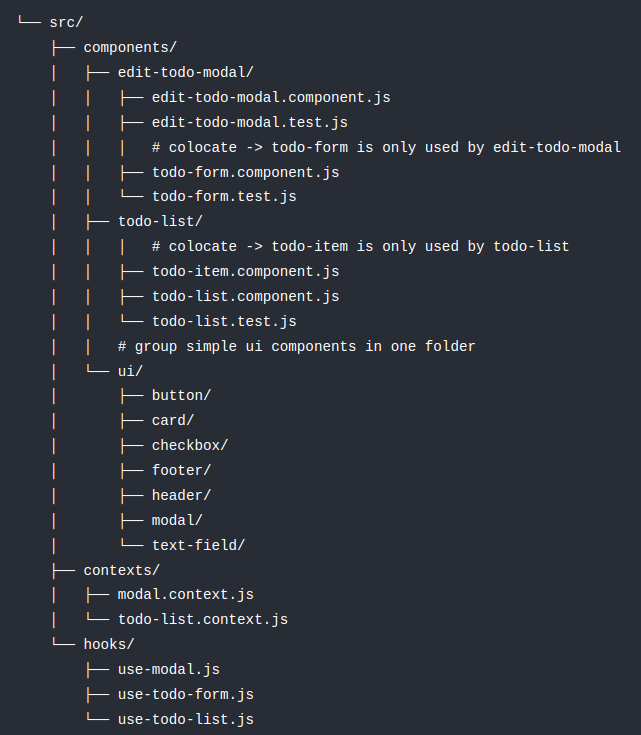 └── src/
    ├── components/
    │   ├── edit-todo-modal/
    │   │   ├── edit-todo-modal.component.js
    │   │   ├── edit-todo-modal.test.js
    │   │   │   # colocate -> todo-form is only used by edit-todo-modal
    │   │   ├── todo-form.component.js
    │   │   └── todo-form.test.js
    │   ├── todo-list/
    │   │   │   # colocate -> todo-item is only used by todo-list
    │   │   ├── todo-item.component.js
    │   │   ├── todo-list.component.js
    │   │   └── todo-list.test.js
    │   │   # group simple ui components in one folder
    │   └── ui/
    │       ├── button/
    │       ├── card/
    │       ├── checkbox/
    │       ├── footer/
    │       ├── header/
    │       ├── modal/
    │       └── text-field/
    ├── contexts/
    │   ├── modal.context.js
    │   └── todo-list.context.js
    └── hooks/
        ├── use-modal.js
        ├── use-todo-form.js
        └── use-todo-list.js